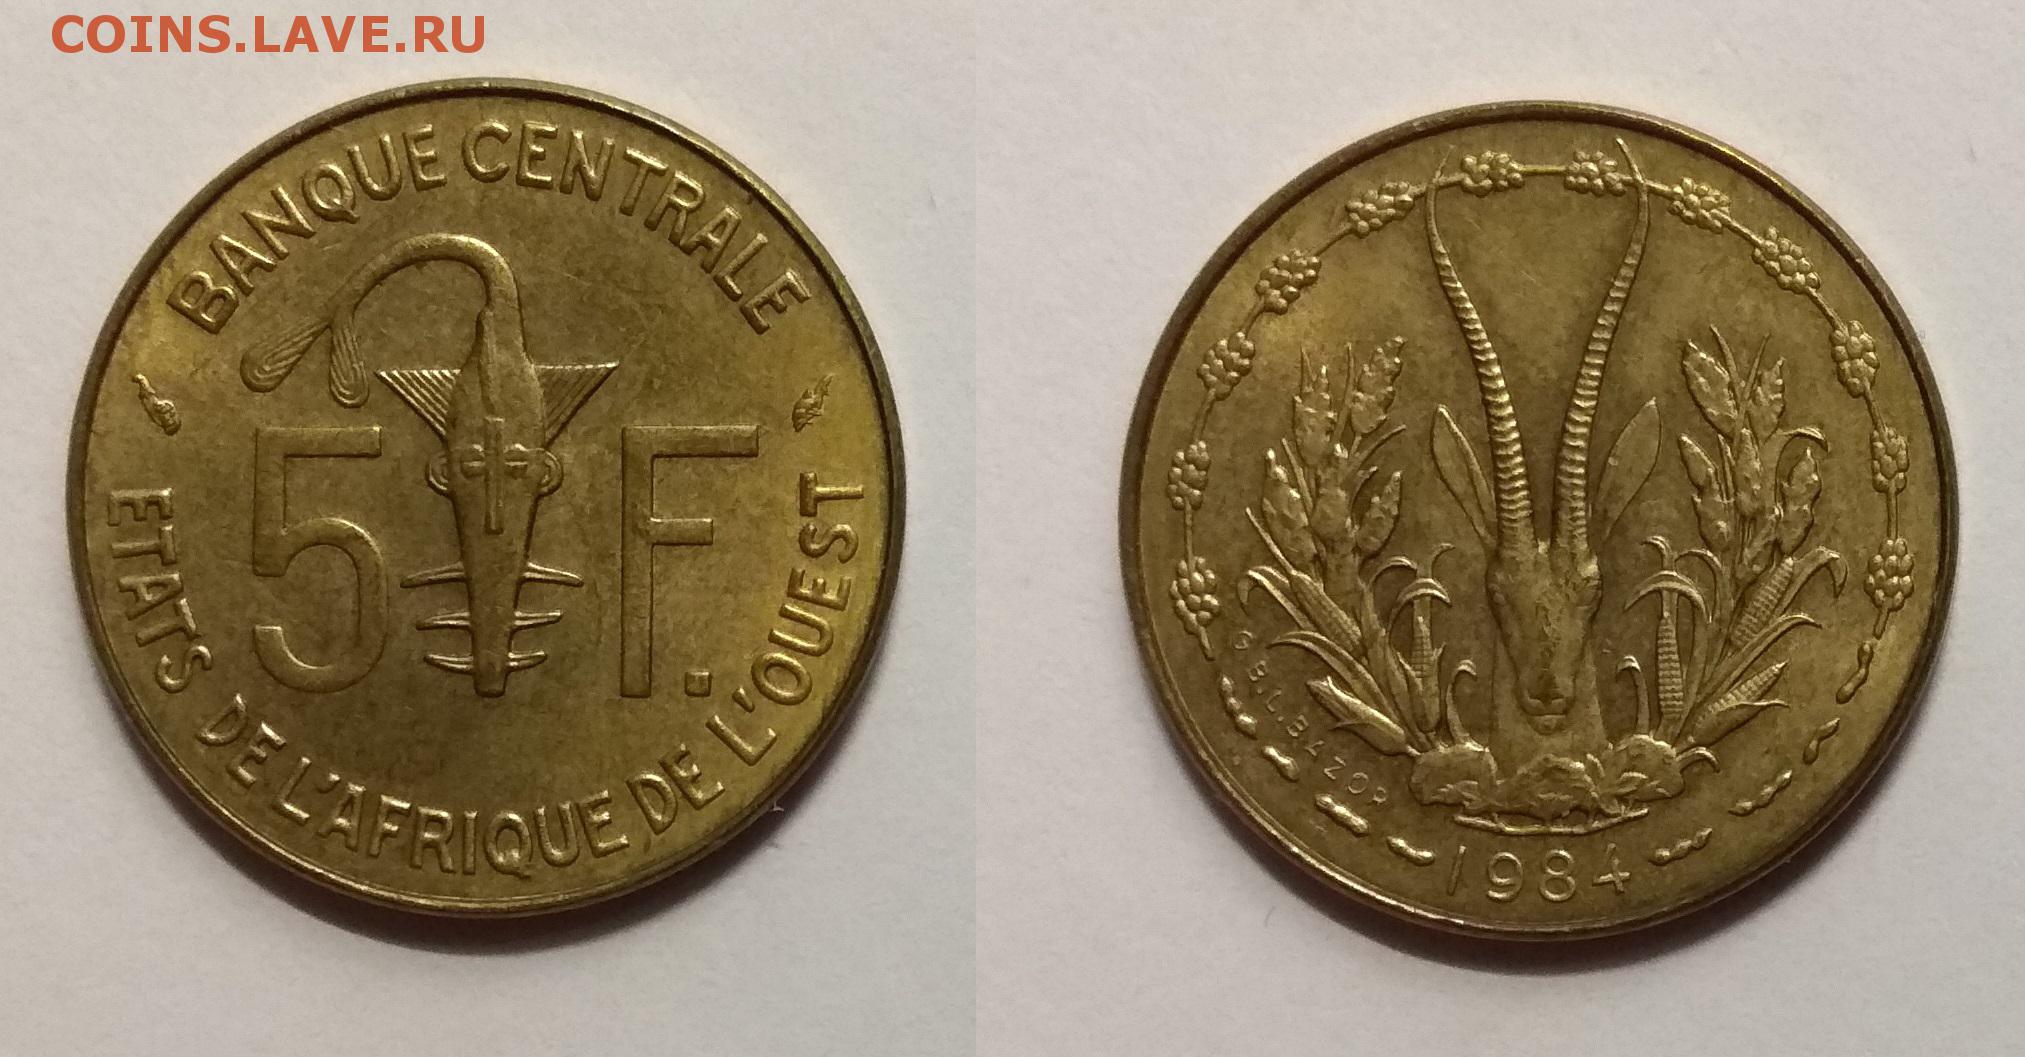 COINS.LAVE.RU
BANQUE CENTRALE
5 F.
ETATS DE L'AFRIQUE DE L'OUEST
G.B.L.BAZOR
1984